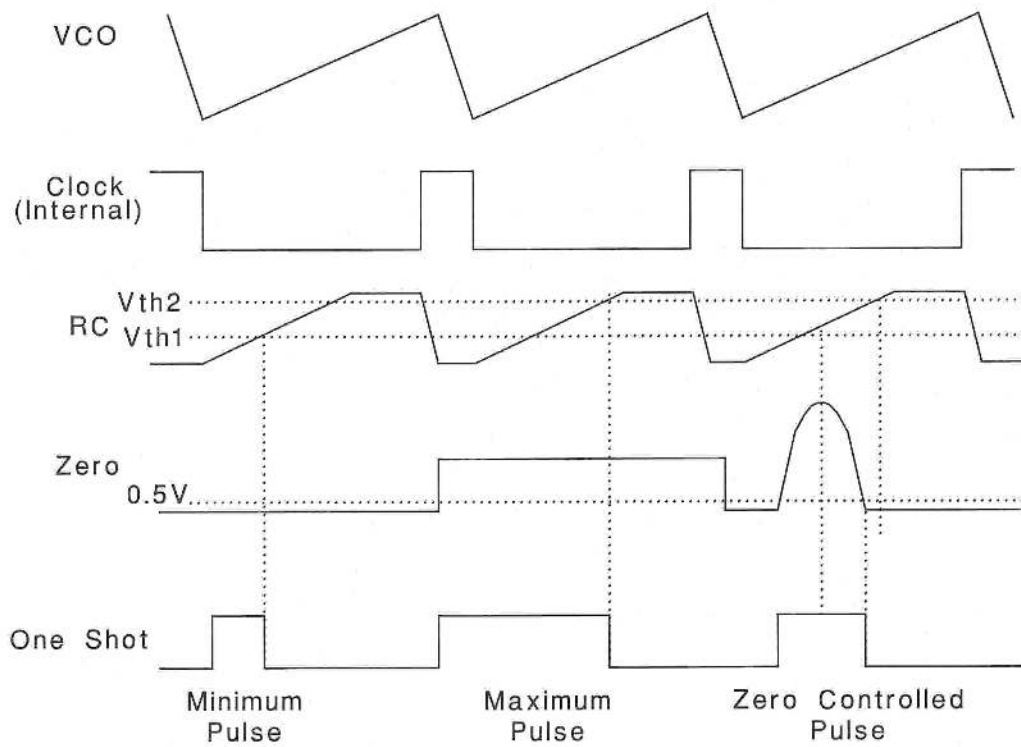 VCO
Clock
(Internal)
Vth2
RC
Vth1
Zero
0.5V
One Shot
Minimum
Pulse
Maximum
Pulse
Zero Controlled
Pulse